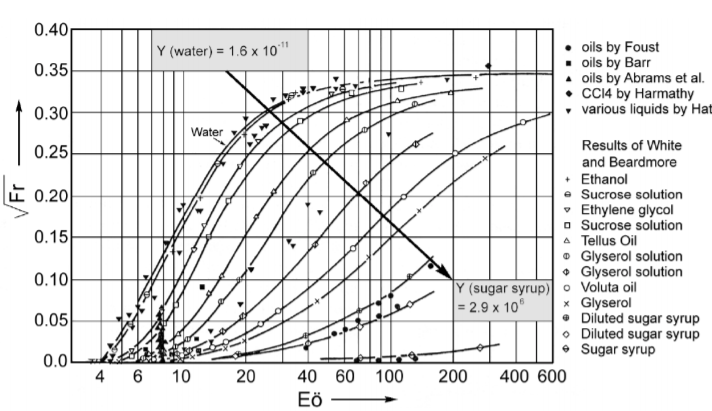 0.40
0.35
0.30
0.25
0.20
0.15
0.10
0.05
0.0
√Fr
Y (water) = 1.6 x 10⁻¹¹
Water
Y (sugar syrup)
= 2.9 x 10⁶
4 6 10 20 40 60 100 200 400 600
Eö
oils by Foust
oils by Barr
oils by Abrams et al.
CCl4 by Harmathy
various liquids by Hat
Results of White
and Beardmore
Ethanol
Sucrose solution
Ethylene glycol
Sucrose solution
Tellus Oil
Glyserol solution
Glyserol solution
Voluta oil
Glyserol
Diluted sugar syrup
Diluted sugar syrup
Sugar syrup